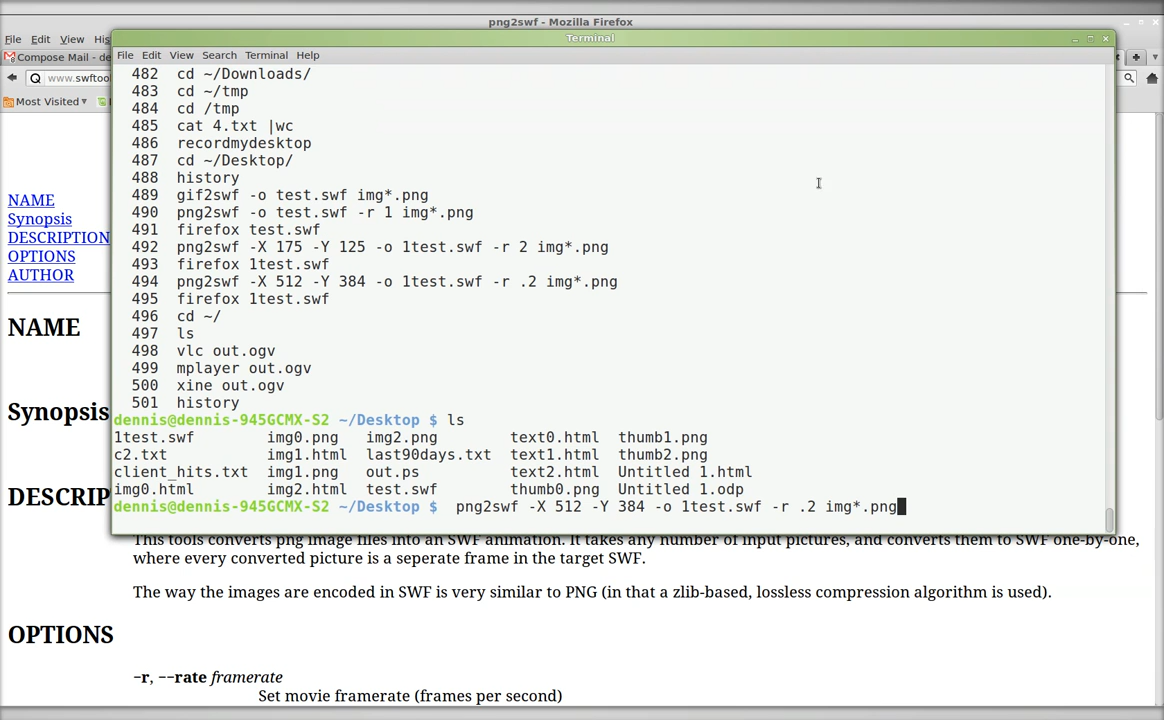 png2swf - Mozilla Firefox
File Edit View His
Terminal
File Edit View Search Terminal Help
Compose Mail - de
www.swftool
Most Visited
482 cd ~/Downloads/
483 cd ~/tmp
484 cd /tmp
485 cat 4.txt |wc
486 recordmydesktop
487 cd ~/Desktop/
488 history
489 gif2swf -o test.swf img*.png
490 png2swf -o test.swf -r 1 img*.png
491 firefox test.swf
492 png2swf -X 175 -Y 125 -o 1test.swf -r 2 img*.png
493 firefox 1test.swf
494 png2swf -X 512 -Y 384 -o 1test.swf -r .2 img*.png
495 firefox 1test.swf
496 cd ~/
497 ls
498 vlc out.ogv
499 mplayer out.ogv
500 xine out.ogv
501 history
dennis@dennis-945GCMX-S2 ~/Desktop $ ls
1test.swf img0.png img2.png text0.html thumb1.png
c2.txt img1.html last90days.txt text1.html thumb2.png
client_hits.txt img1.png out.ps text2.html Untitled 1.html
img0.html img2.html test.swf thumb0.png Untitled 1.odp
dennis@dennis-945GCMX-S2 ~/Desktop $ png2swf -X 512 -Y 384 -o 1test.swf -r .2 img*.png
NAME
Synopsis
DESCRIPTION
OPTIONS
AUTHOR
NAME
Synopsis
DESCRIP
This tools converts png image files into an SWF animation. It takes any number of input pictures, and converts them to SWF one-by-one,
where every converted picture is a seperate frame in the target SWF.
The way the images are encoded in SWF is very similar to PNG (in that a zlib-based, lossless compression algorithm is used).
OPTIONS
−r, −−rate framerate
Set movie framerate (frames per second)